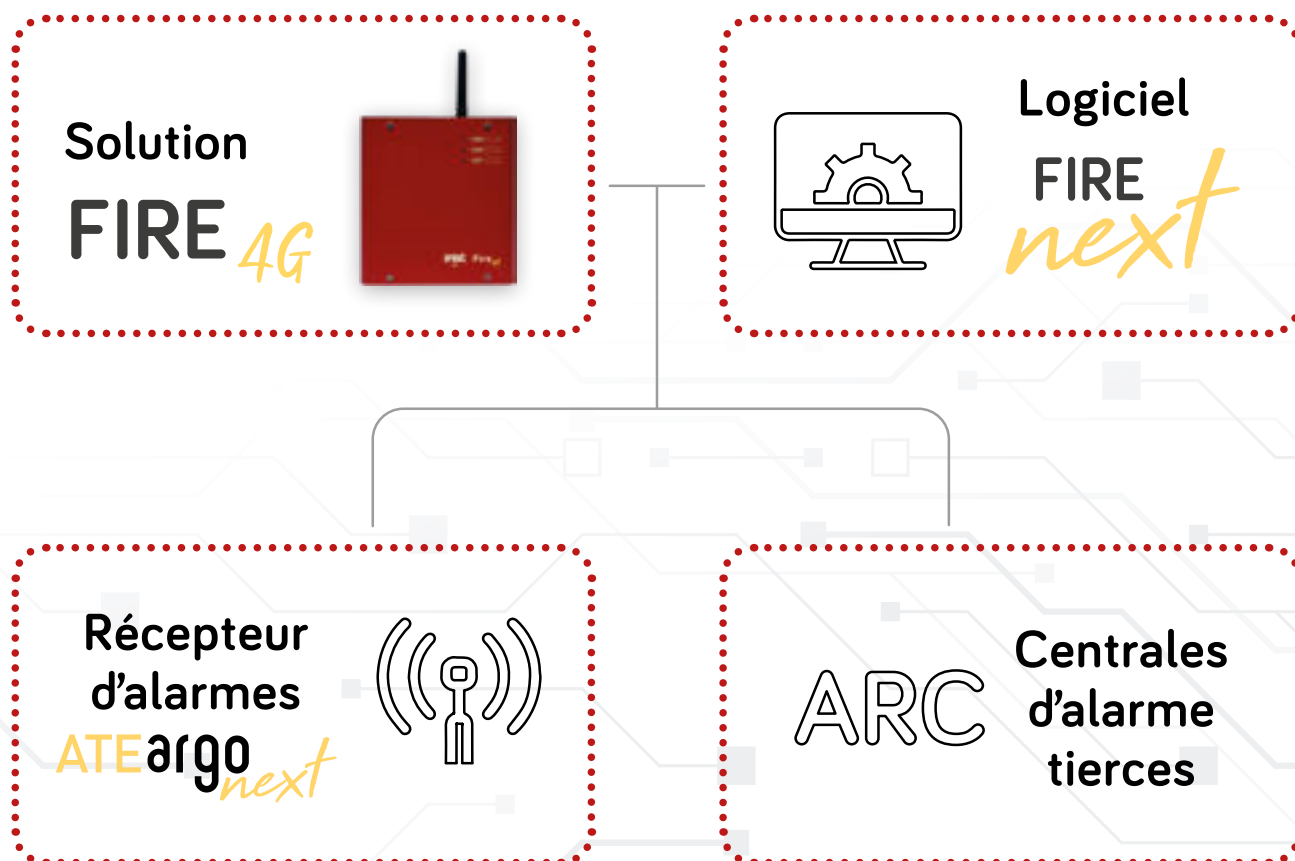 Solution
FIRE 4G
Logiciel
FIRE
next
Récepteur
d'alarmes
ATEargo
next
ARC
Centrales
d'alarme
tierces